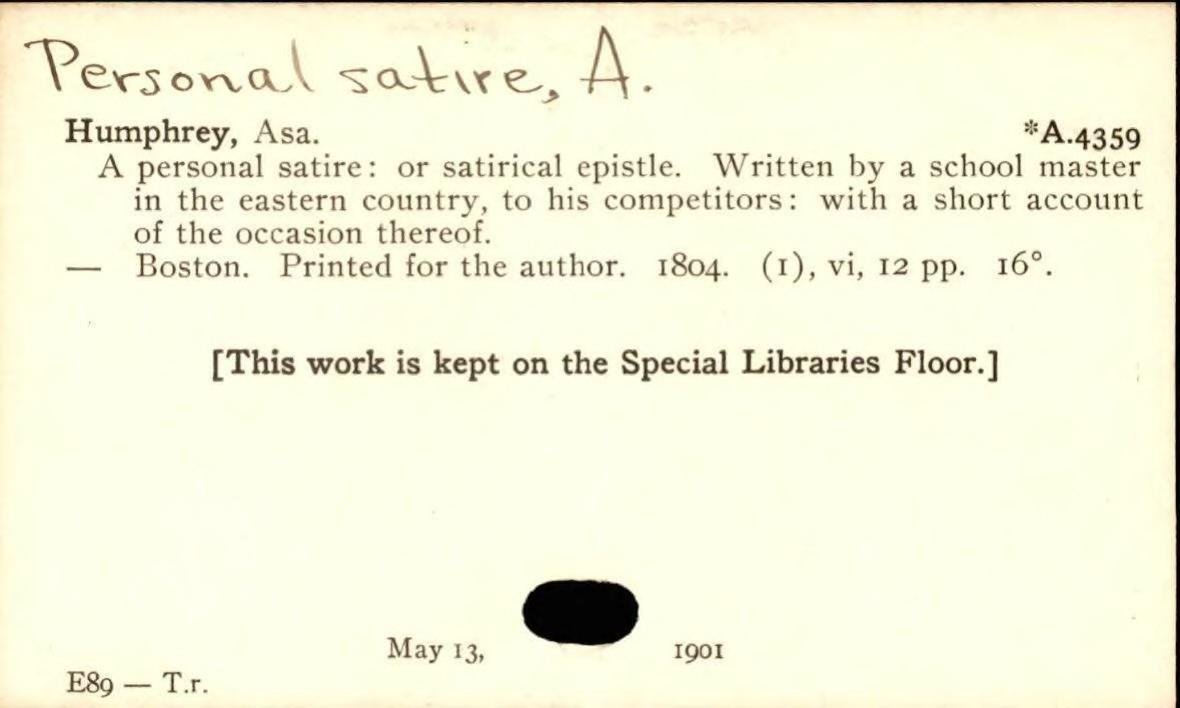 Personal satire, A.
Humphrey, Asa. *A.4359
A personal satire: or satirical epistle. Written by a school master
in the eastern country, to his competitors: with a short account
of the occasion thereof.
— Boston. Printed for the author. 1804. (1), vi, 12 pp. 16°.
[This work is kept on the Special Libraries Floor.]
May 13, 1901
E89 — T.r.